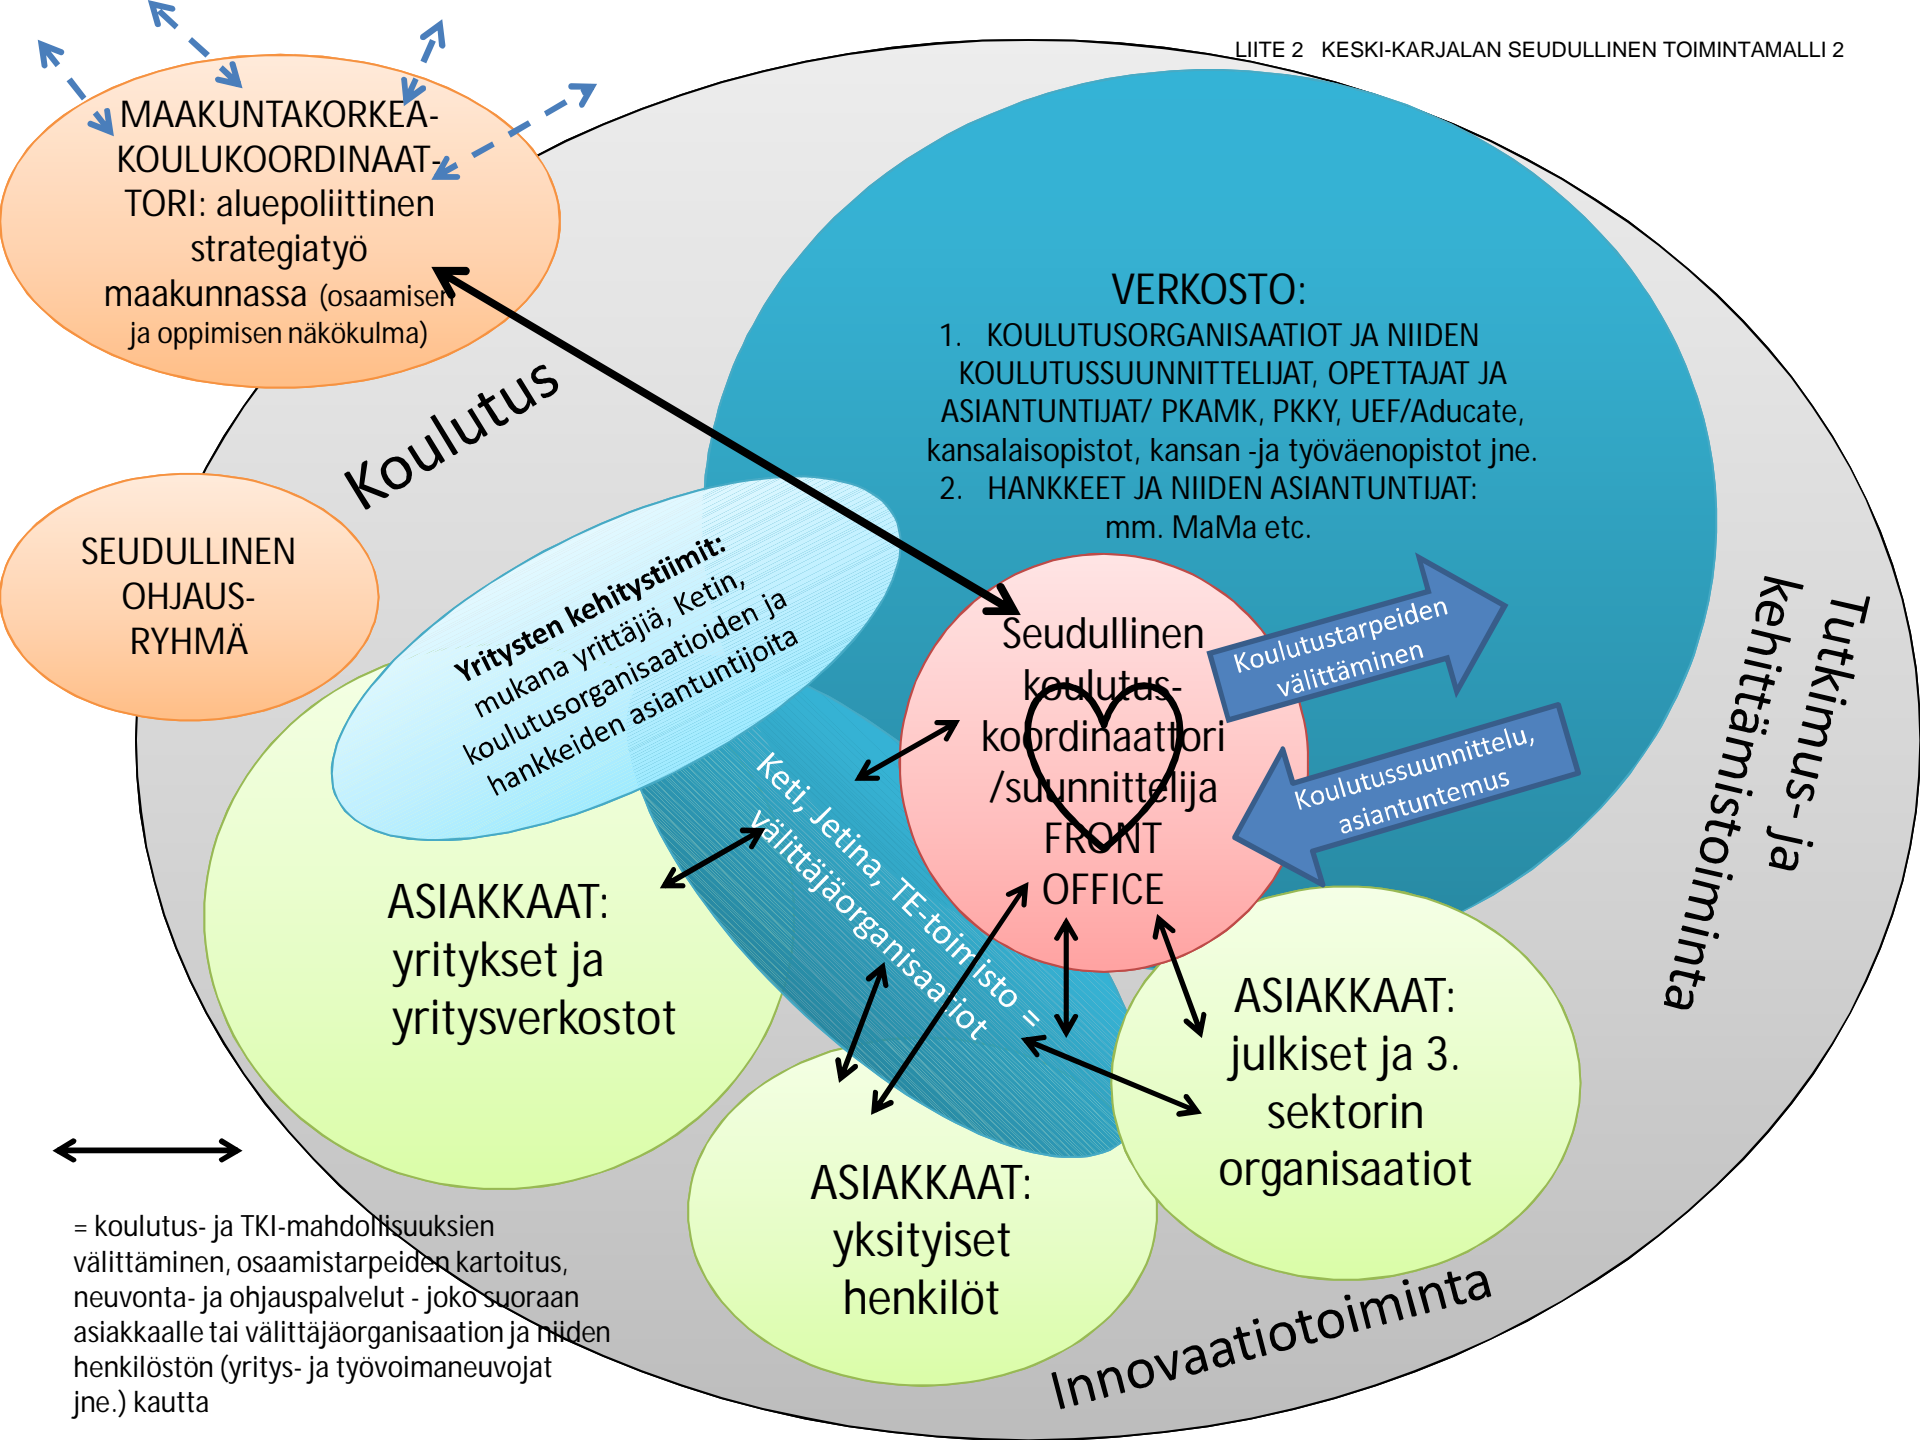 LIITE 2   KESKI-KARJALAN SEUDULLINEN TOIMINTAMALLI 2
MAAKUNTAKORKEA-
KOULUKOORDINAAT-
TORI: aluepoliittinen
strategiatyö
maakunnassa (osaamisen
ja oppimisen näkökulma)
Koulutus
VERKOSTO:
1. KOULUTUSORGANISAATIOT JA NIIDEN
KOULUTUSSUUNNITTELIJAT, OPETTAJAT JA
ASIANTUNTIJAT/ PKAMK, PKKY, UEF/Aducate,
kansalaisopistot, kansan -ja työväenopistot jne.
2. HANKKEET JA NIIDEN ASIANTUNTIJAT:
mm. MaMa etc.
SEUDULLINEN
OHJAUS-
RYHMÄ
Yritysten kehitystiimit:
mukana yrittäjä, Ketin,
koulutusorganisaatioiden ja
hankkeiden asiantuntijoita
Seudullinen
koulutus-
koordinaattori
/suunnittelija
FRONT
OFFICE
Koulutustarpeiden
välittäminen
Koulutussuunnittelu,
asiantuntemus
Tutkimus- ja
kehittämistoiminta
Keti, Jetina, TE-toimisto =
välittäjäorganisaatiot
ASIAKKAAT:
yritykset ja
yritysverkostot
ASIAKKAAT:
julkiset ja 3.
sektorin
organisaatiot
ASIAKKAAT:
yksityiset
henkilöt
Innovaatiotoiminta
= koulutus- ja TKI-mahdollisuuksien
välittäminen, osaamistarpeiden kartoitus,
neuvonta- ja ohjauspalvelut - joko suoraan
asiakkaalle tai välittäjäorganisaation ja niiden
henkilöstön (yritys- ja työvoimaneuvojat
jne.) kautta